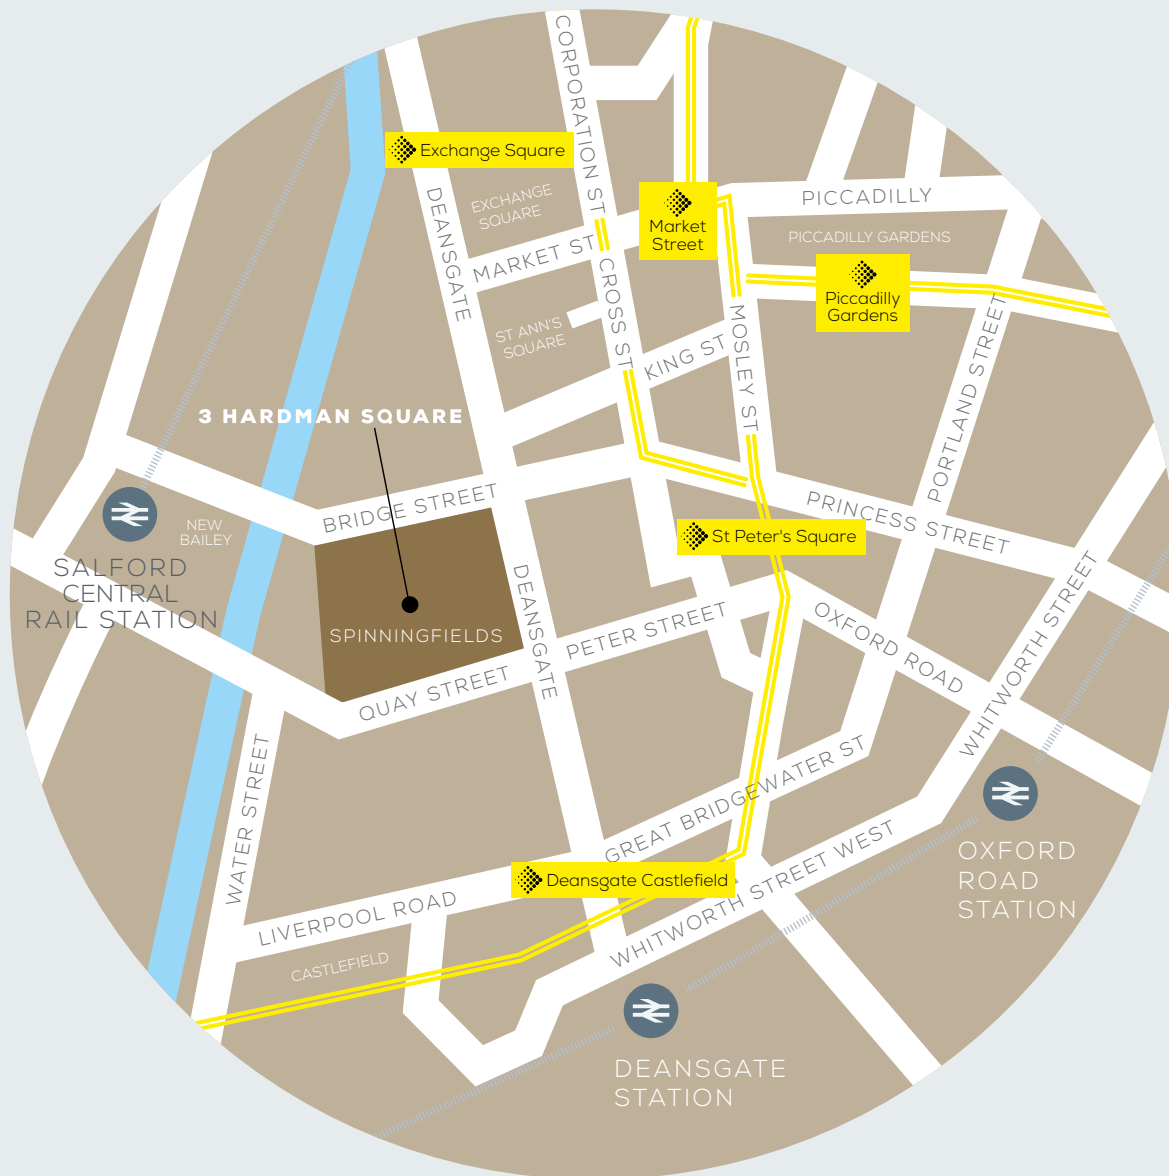 CORPORATION ST
Exchange Square
DEANSGATE
EXCHANGE
SQUARE
Market
Street
PICCADILLY
PICCADILLY GARDENS
MARKET ST
CROSS ST
Piccadilly
Gardens
ST ANN'S
SQUARE
KING ST
MOSLEY ST
PORTLAND STREET
3 HARDMAN SQUARE
BRIDGE STREET
PRINCESS STREET
NEW
BAILEY
St Peter's Square
SALFORD
CENTRAL
RAIL STATION
SPINNINGFIELDS
DEANSGATE
PETER STREET
OXFORD ROAD
WHITWORTH STREET
QUAY STREET
WATER STREET
GREAT BRIDGEWATER ST
OXFORD
ROAD
STATION
Deansgate Castlefield
WHITWORTH STREET WEST
LIVERPOOL ROAD
CASTLEFIELD
DEANSGATE
STATION